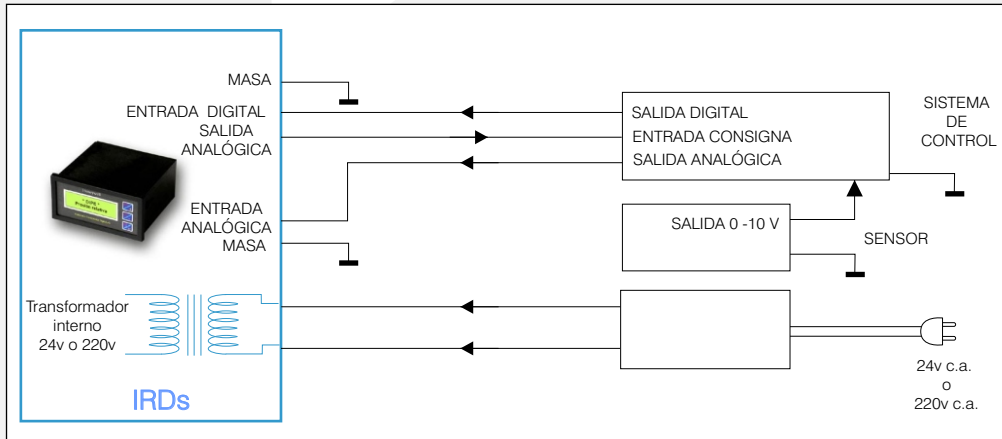 MASA
ENTRADA DIGITAL
SALIDA
ANALÓGICA
ENTRADA
ANALÓGICA
MASA
Transformador
interno
24v o 220v
IRDs
SALIDA DIGITAL
ENTRADA CONSIGNA
SALIDA ANALÓGICA
SISTEMA
DE
CONTROL
SALIDA 0 -10 V
SENSOR
24v c.a.
o
220v c.a.